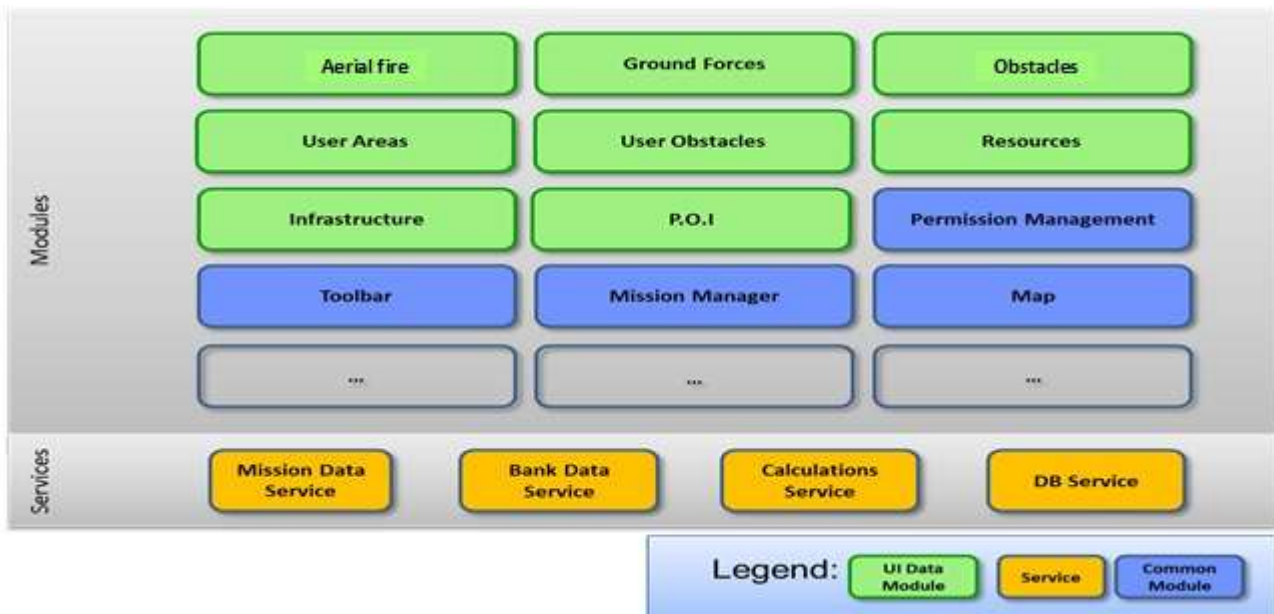 Aerial fire
Ground Forces
Obstacles
User Areas
User Obstacles
Resources
Modules
Infrastructure
P.O.I
Permission Management
Toolbar
Mission Manager
Map
...
...
...
Services
Mission Data
Service
Bank Data
Service
Calculations
Service
DB Service
Legend:
UI Data
Module
Service
Common
Module